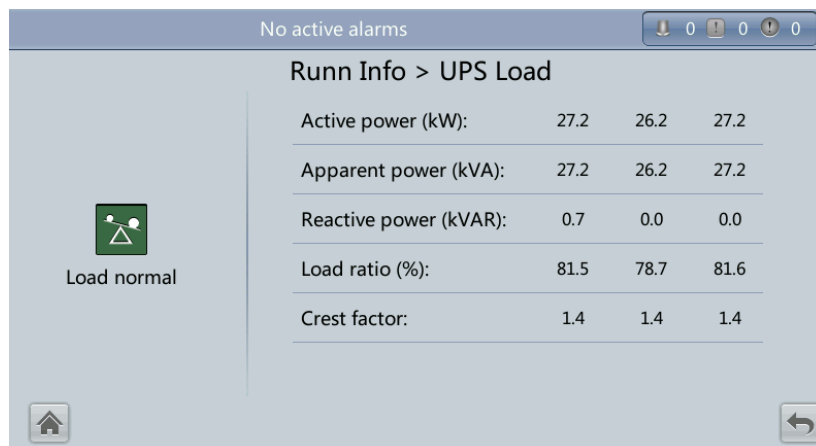 No active alarms 0 0 0
Runn Info > UPS Load
Active power (kW): 27.2 26.2 27.2
Apparent power (kVA): 27.2 26.2 27.2
Reactive power (kVAR): 0.7 0.0 0.0
Load ratio (%): 81.5 78.7 81.6
Load normal
Crest factor: 1.4 1.4 1.4